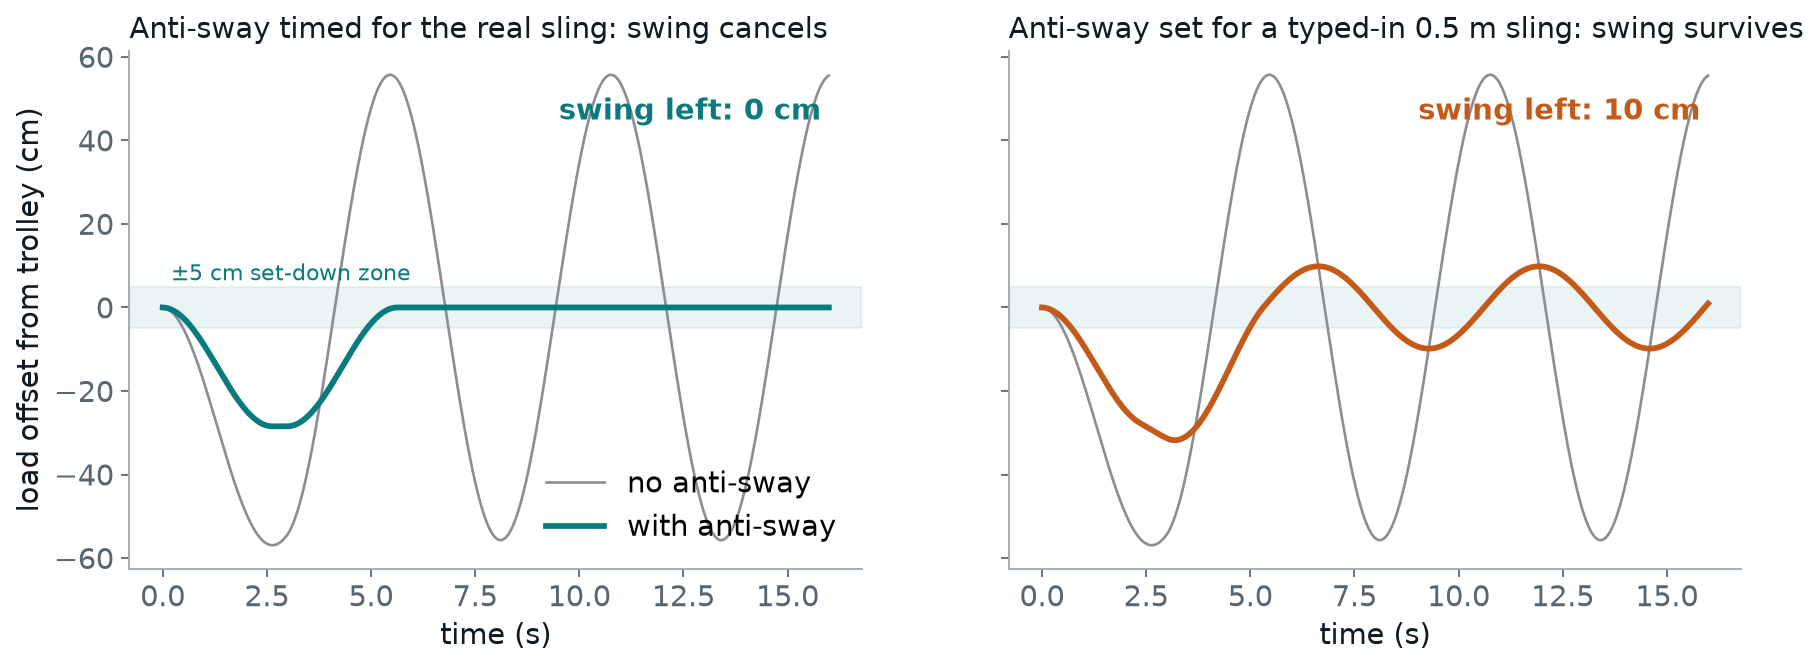 Anti-sway timed for the real sling: swing cancels
load offset from trolley (cm)
60
40
20
0
−20
−40
−60
swing left: 0 cm
±5 cm set-down zone
no anti-sway
with anti-sway
0.0 2.5 5.0 7.5 10.0 12.5 15.0
time (s)
Anti-sway set for a typed-in 0.5 m sling: swing survives
swing left: 10 cm
0.0 2.5 5.0 7.5 10.0 12.5 15.0
time (s)